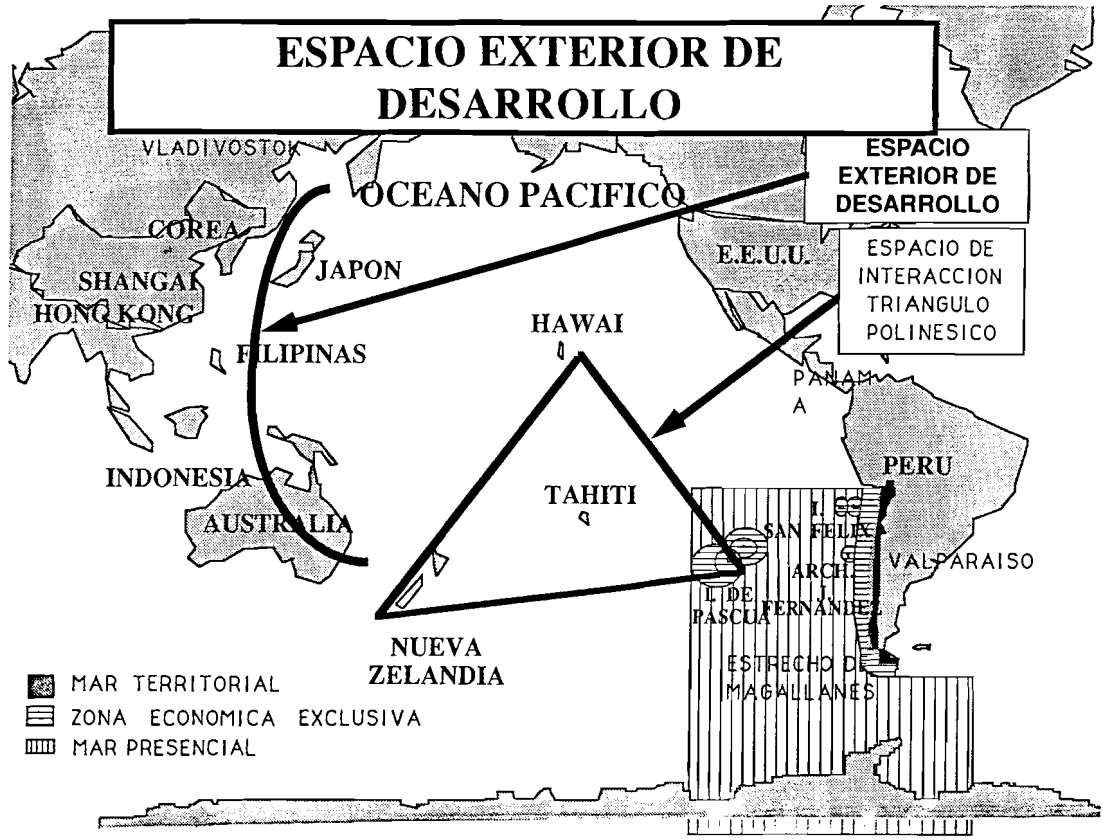 ESPACIO EXTERIOR DE
DESARROLLO
VLADIVOSTOK
OCEANO PACIFICO
ESPACIO
EXTERIOR DE
DESARROLLO
COREA
E.E.U.U.
ESPACIO DE
INTERACCION
TRIANGULO
POLINESICO
JAPON
SHANGAI
HONG KONG
HAWAI
FILIPINAS
PANAM
A
INDONESIA
PERU
TAHITI
I.
SAN FELIX
AUSTRALIA
VALPARAISO
ARCH.
J.
FERNANDEZ
I. DE
PASCUA
NUEVA
ZELANDIA
ESTRECHO DE
MAGALLANES
MAR TERRITORIAL
ZONA ECONOMICA EXCLUSIVA
MAR PRESENCIAL